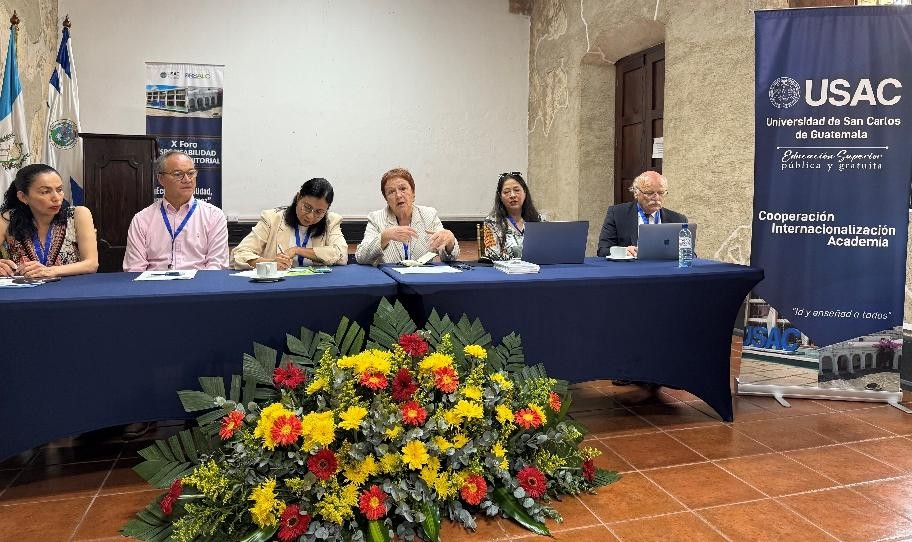 USAC
X Foro
USAC
Universidad de San Carlos
de Guatemala
Educación Superior
pública y gratuita
Cooperación
Internacionalización
Academia
"Id y enseñad a todos"
USAC